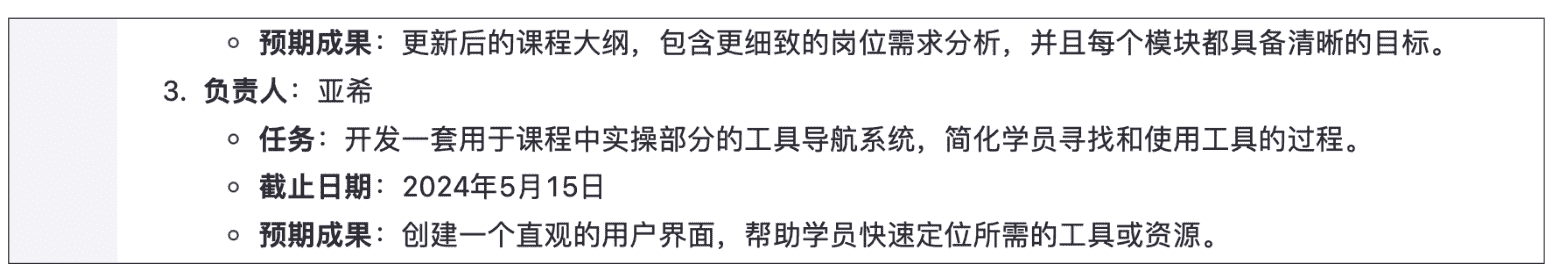 ◦ 预期成果：更新后的课程大纲，包含更细致的岗位需求分析，并且每个模块都具备清晰的目标。
3. 负责人：亚希
◦ 任务：开发一套用于课程中实操部分的工具导航系统，简化学员寻找和使用工具的过程。
◦ 截止日期：2024年5月15日
◦ 预期成果：创建一个直观的用户界面，帮助学员快速定位所需的工具或资源。